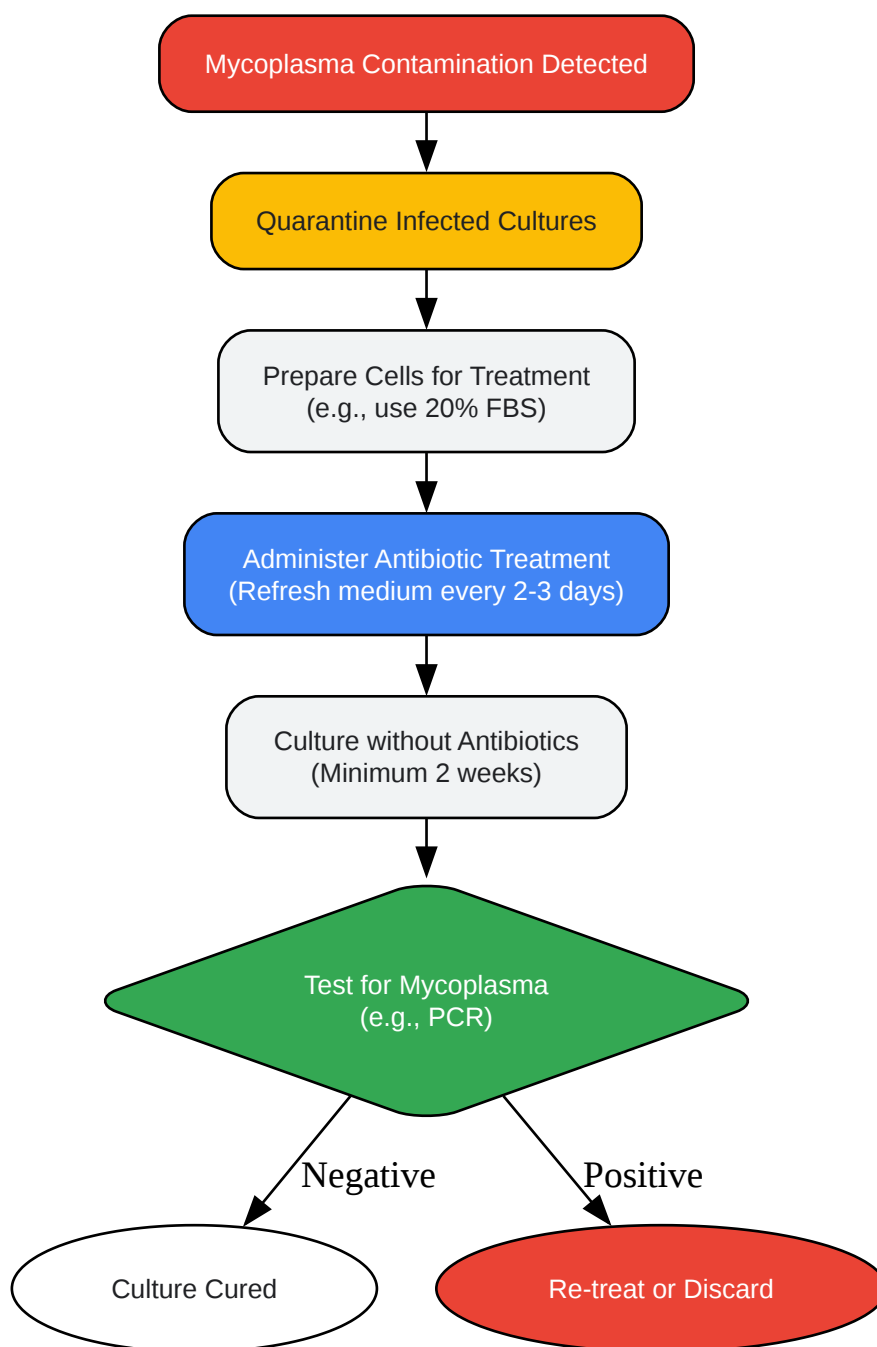 Mycoplasma Contamination Detected
Quarantine Infected Cultures
Prepare Cells for Treatment
(e.g., use 20% FBS)
Administer Antibiotic Treatment
(Refresh medium every 2-3 days)
Culture without Antibiotics
(Minimum 2 weeks)
Test for Mycoplasma
(e.g., PCR)
Negative
Positive
Culture Cured
Re-treat or Discard